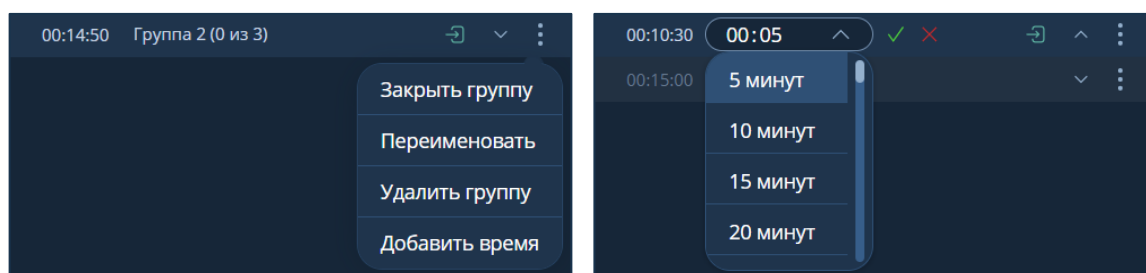 00:14:50 Группа 2 (0 из 3)
Закрыть группу
Переименовать
Удалить группу
Добавить время
00:10:30 00:05
00:15:00 5 минут
10 минут
15 минут
20 минут